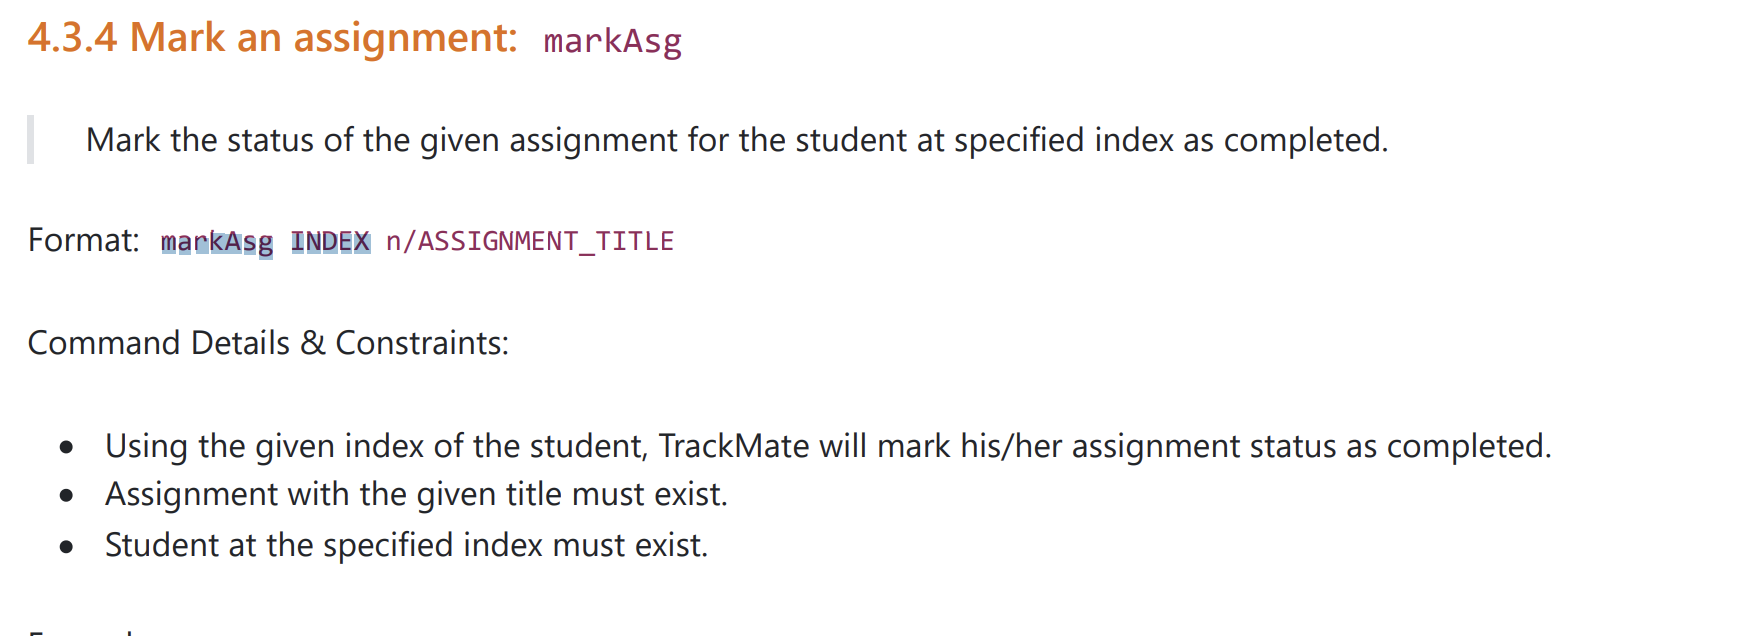 4.3.4 Mark an assignment: markAsg
Mark the status of the given assignment for the student at specified index as completed.
Format: markAsg INDEX n/ASSIGNMENT_TITLE
Command Details & Constraints:
• Using the given index of the student, TrackMate will mark his/her assignment status as completed.
• Assignment with the given title must exist.
• Student at the specified index must exist.